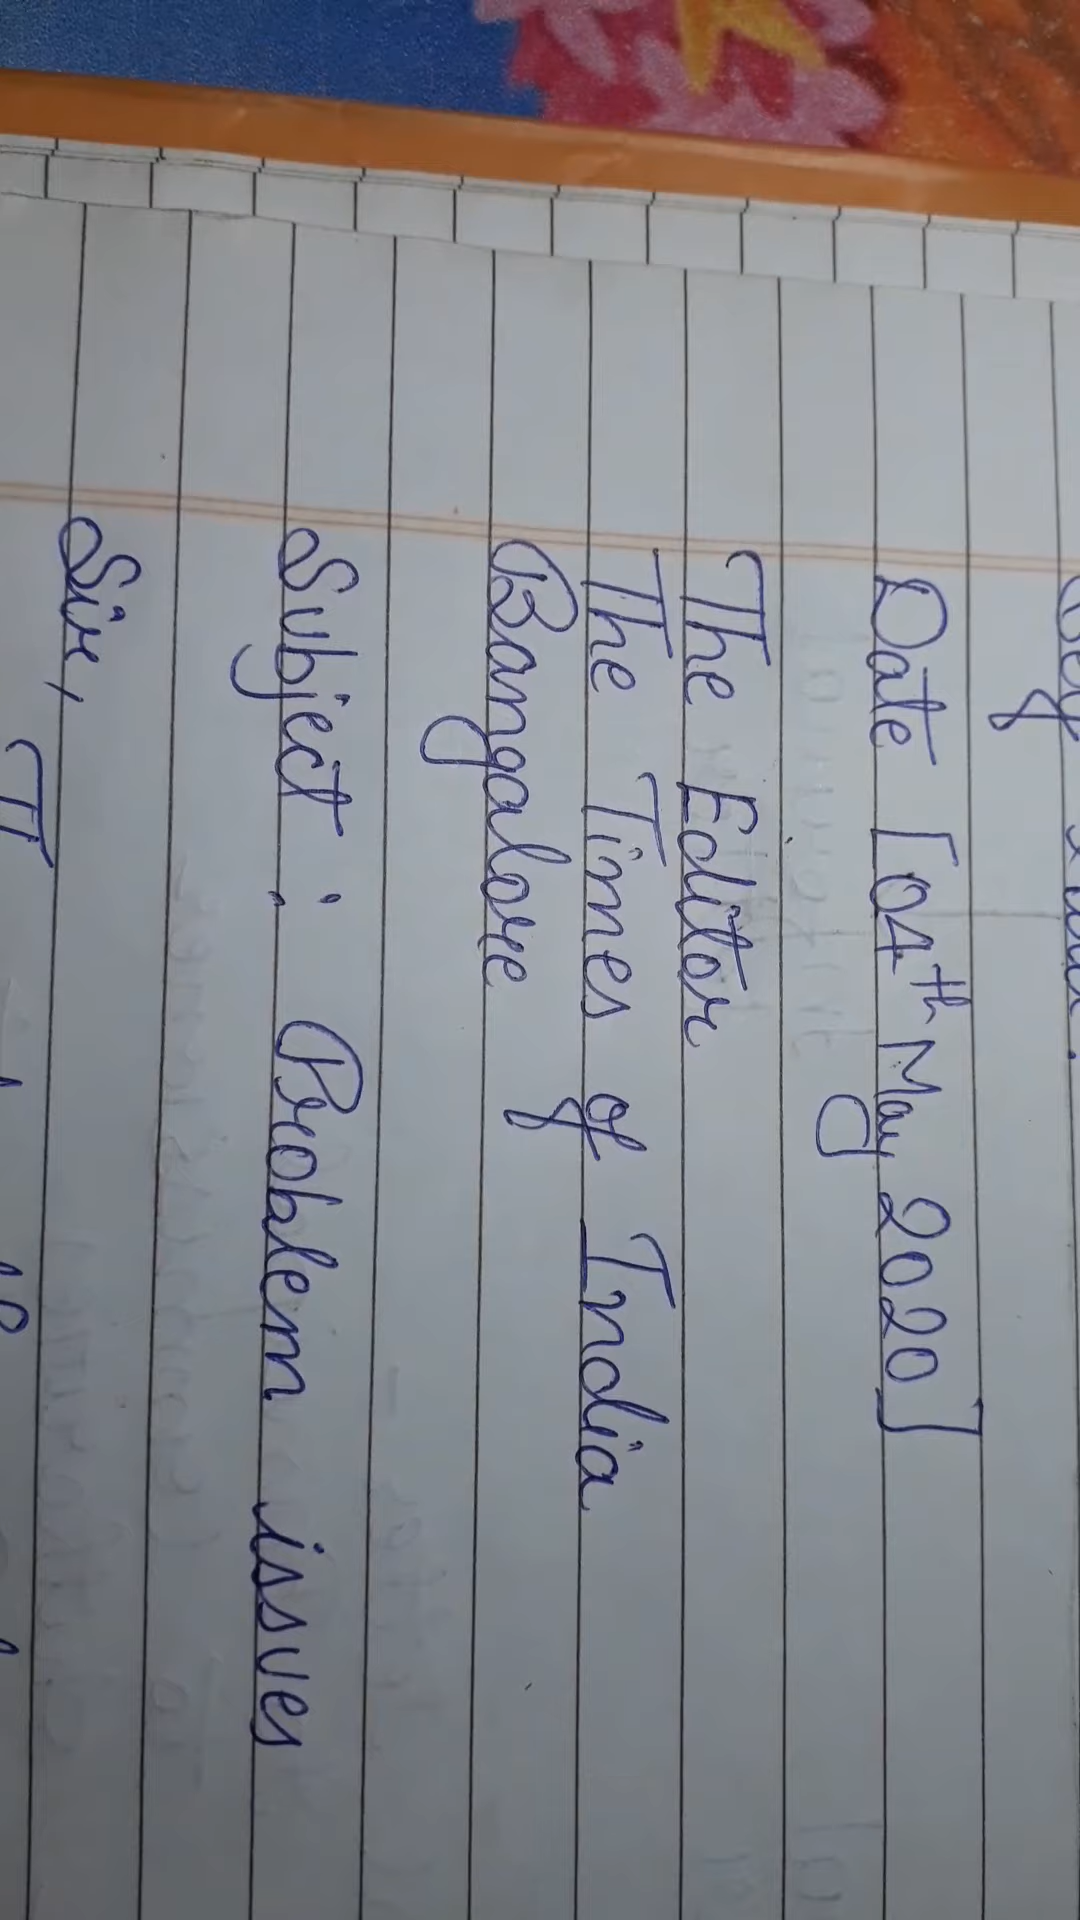 Date [04th May 2020]
The Editor
The Times of India
Bangalore
Subject : Problem issues
Sir,